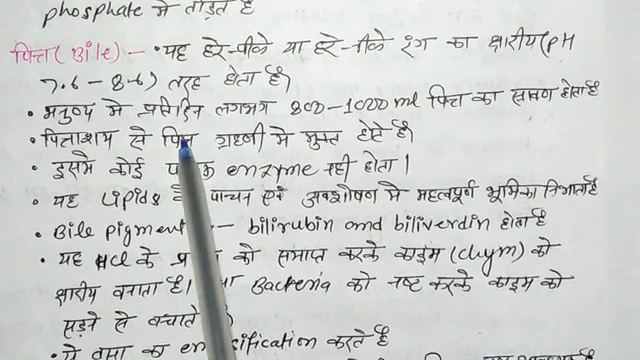 phosphate में तोड़ते है
पित्त (Bile) - • यह हरे-पीले या हरे-नीले रंग का क्षारीय (PH
7.6 - 8.6) तरह होता है।
• मनुष्य में प्रतिदिन लगभग 800 - 1000 ml पित्त का स्त्रावण होता है
• पित्ताशय से पित्त ग्रहणी में मुक्त होते है।
• इसमें कोई enzyme नही होता।
• यह Lipids पाचन एवं अवशोषण में महत्वपूर्ण भूमिका निभाता है
• Bile pigment - bilirubin and biliverdin होता है
• यह HCl के को समाप्त करके काइम (chym) को
क्षारीय बनाता है। Bacteria को नष्ट करके काइम को
सड़ने से बचाते
• ये वसा का करते है